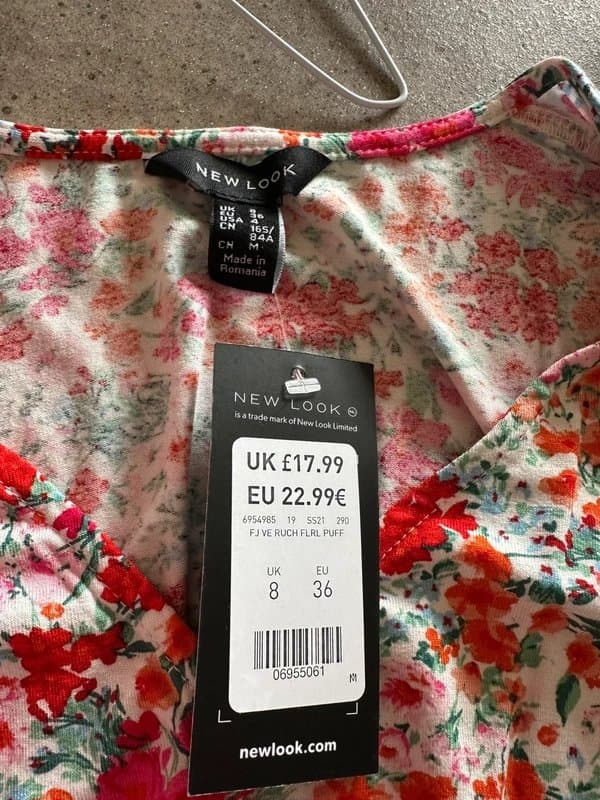 NEW LOOK
UK 8
EU 36
USA 4
CN 165/
84A
CN M
Made in
Romania
NEW LOOK
is a trade mark of New Look Limited
UK £17.99
EU 22.99€
6954985 19 SS21 290
FJ VE RUCH FLRL PUFF
UK EU
8 36
06955061
M
newlook.com